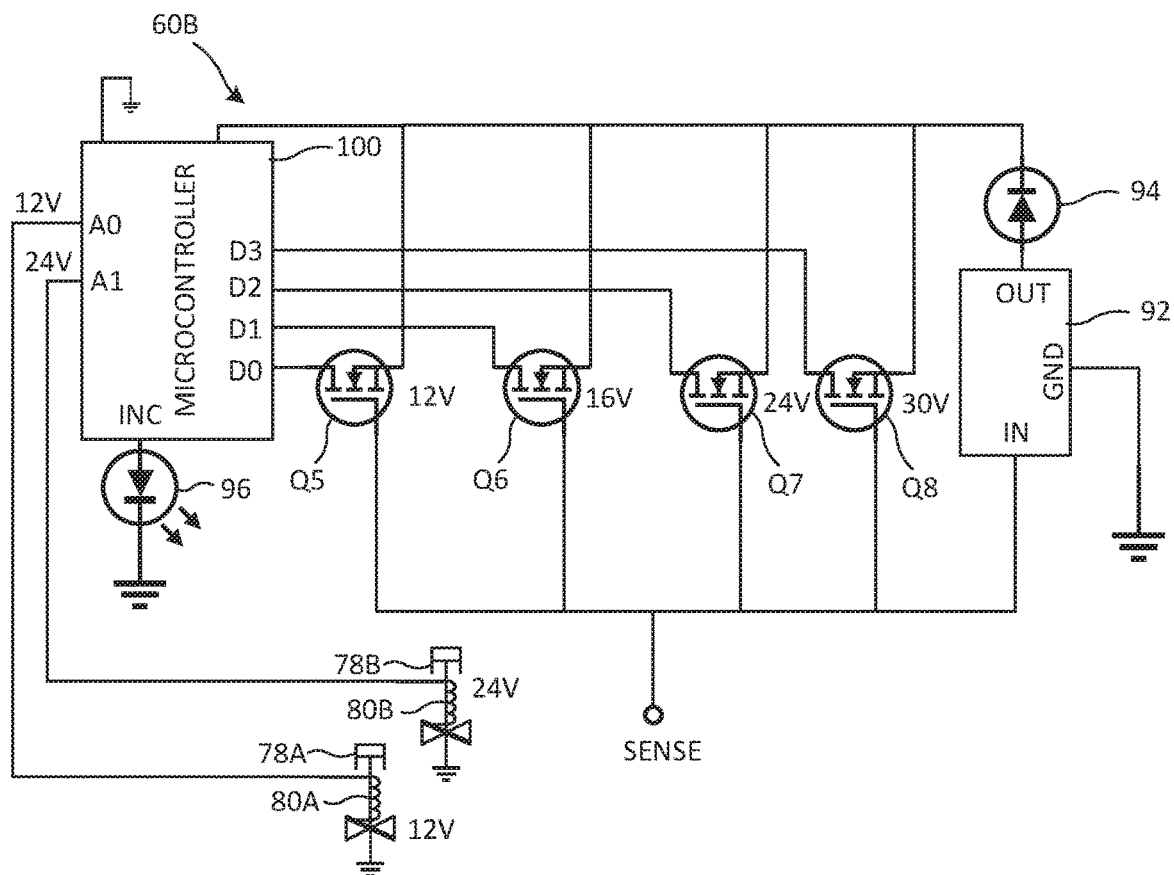 60B
100
MICROCONTROLLER
12V
A0
24V
A1
D3
D2
D1
D0
INC
96
12V
Q5
16V
Q6
24V
Q7
30V
Q8
94
OUT
92
GND
IN
78B
24V
80B
SENSE
78A
80A
12V